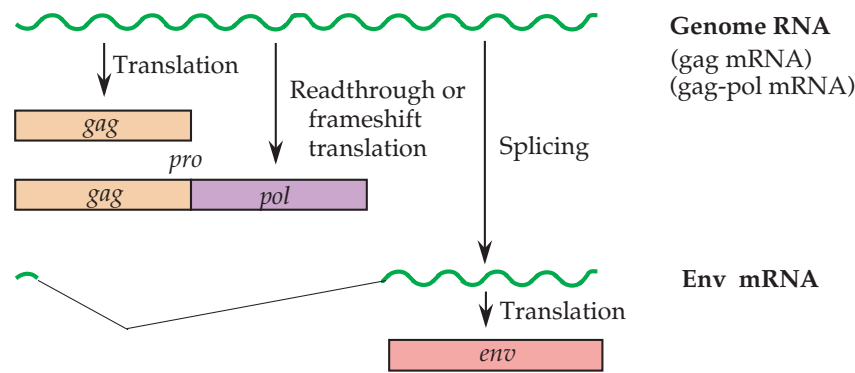 Genome RNA
(gag mRNA)
(gag-pol mRNA)
Translation
Readthrough or
frameshift
translation
Splicing
gag
pro
gag
pol
Env mRNA
Translation
env